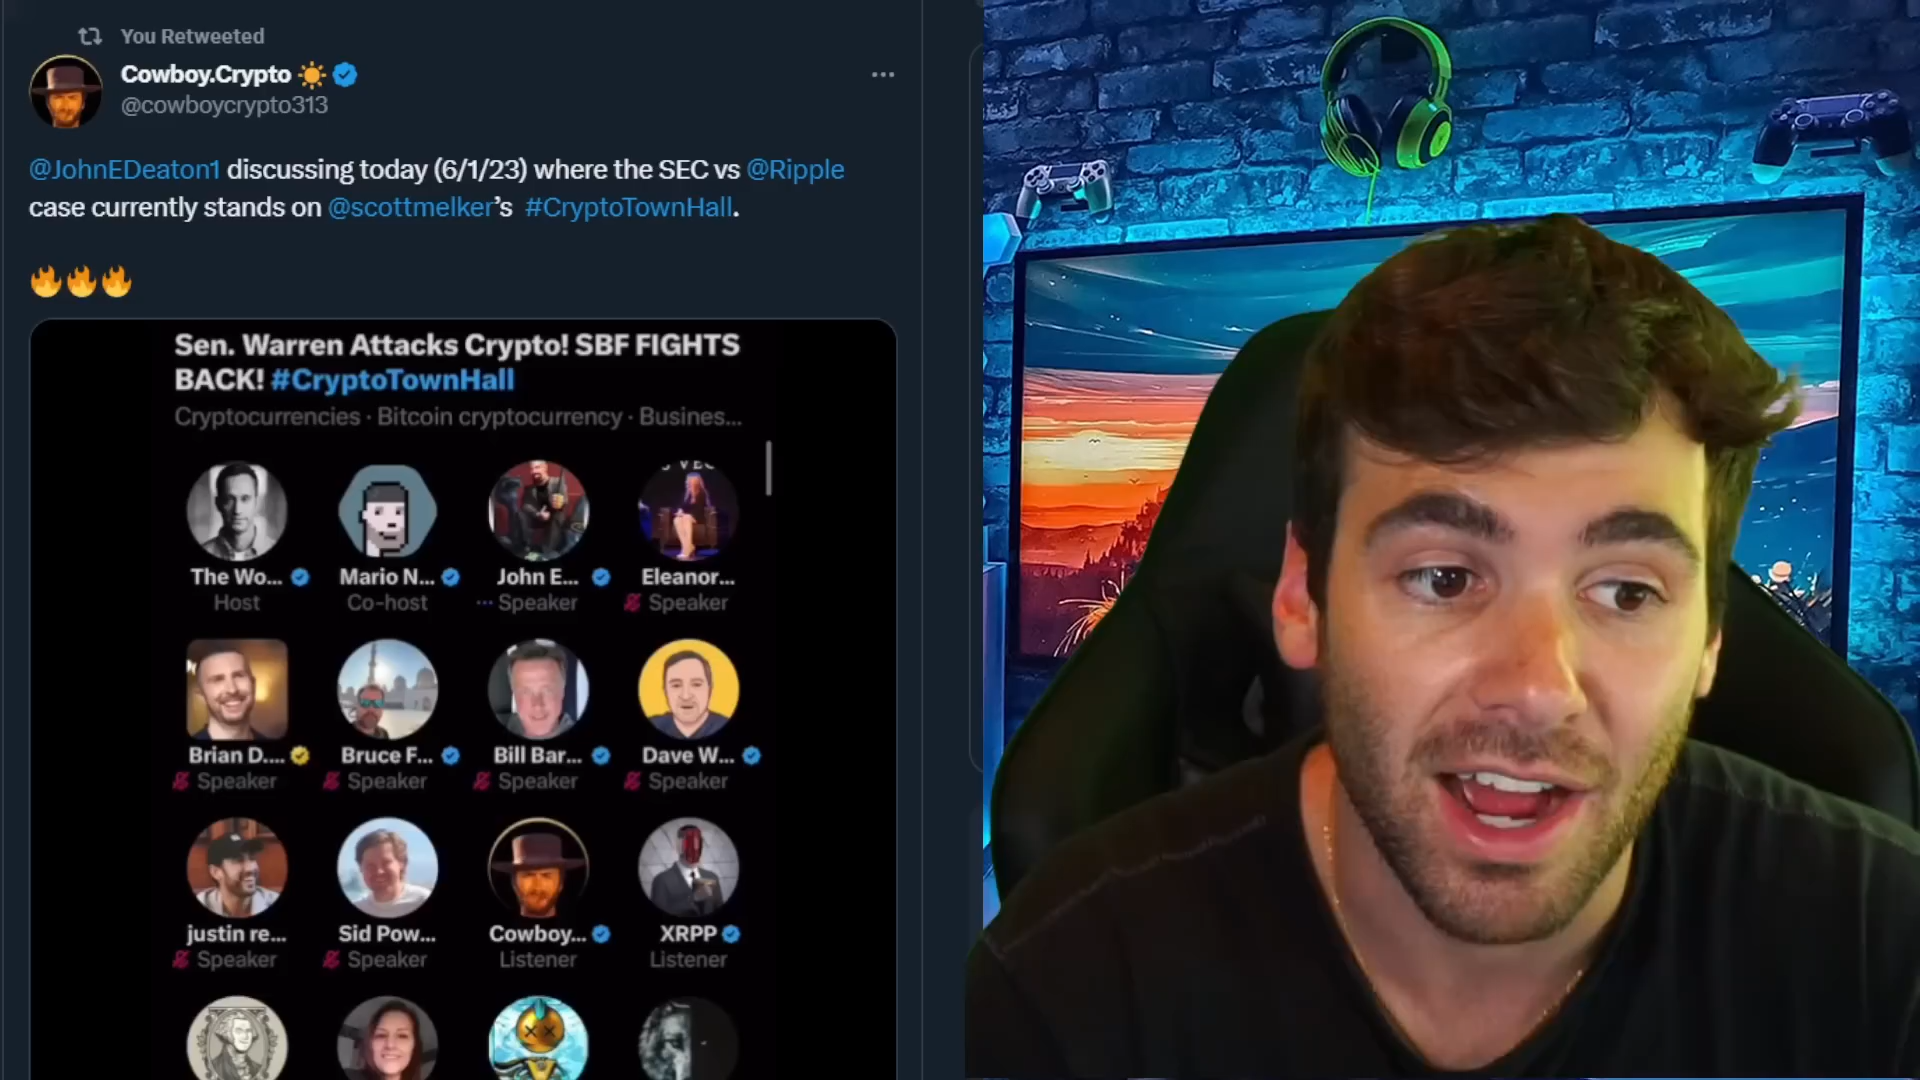 You Retweeted
Cowboy.Crypto
@cowboycrypto313
@JohnEDeaton1 discussing today (6/1/23) where the SEC vs @Ripple
case currently stands on @scottmelker's #CryptoTownHall.
Sen. Warren Attacks Crypto! SBF FIGHTS
BACK! #CryptoTownHall
Cryptocurrencies · Bitcoin cryptocurrency · Busines...
The Wo... Mario N... John E... Eleanor...
Host Co-host Speaker Speaker
Brian D.... Bruce F... Bill Bar... Dave W...
Speaker Speaker Speaker Speaker
justin re... Sid Pow... Cowboy... XRPP
Speaker Speaker Listener Listener